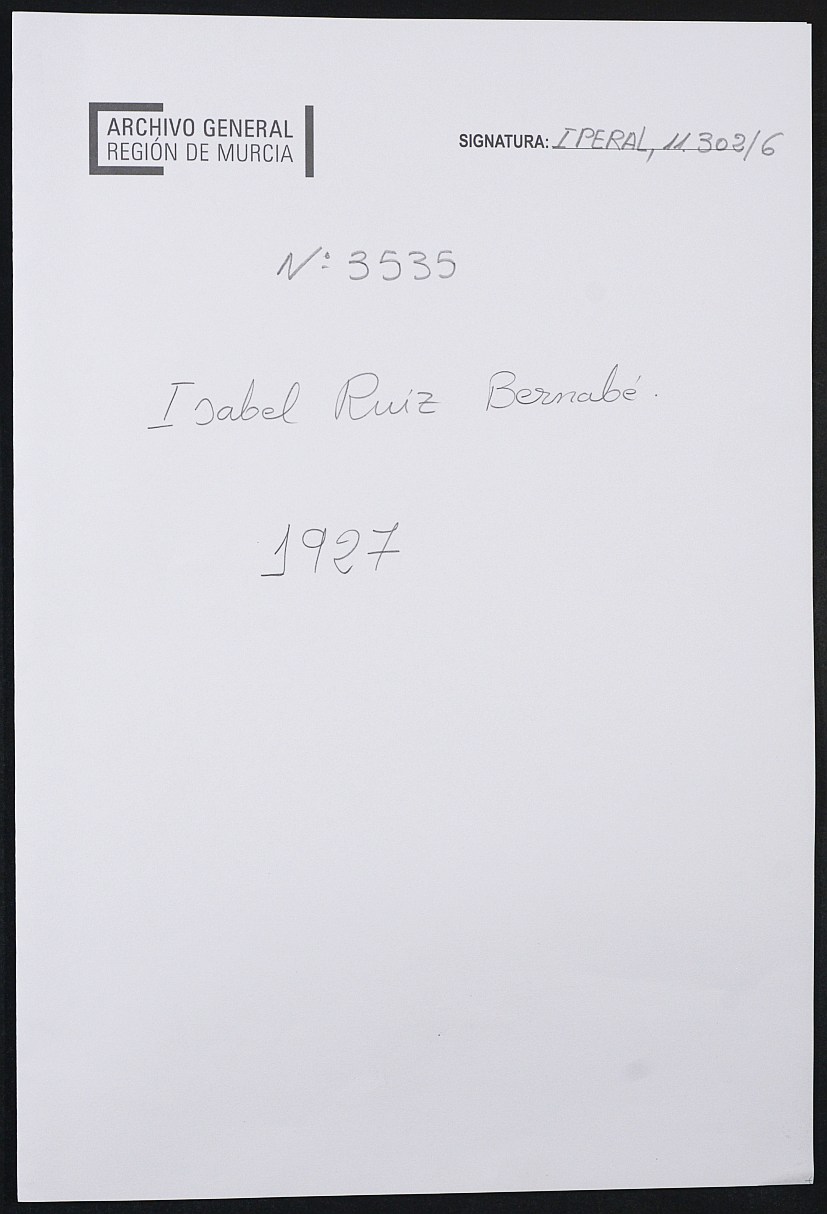 ARCHIVO GENERAL
REGIÓN DE MURCIA
SIGNATURA: IPERAL, 11.302/6
Nº 3535
Isabel Ruiz Bernabé.
1927